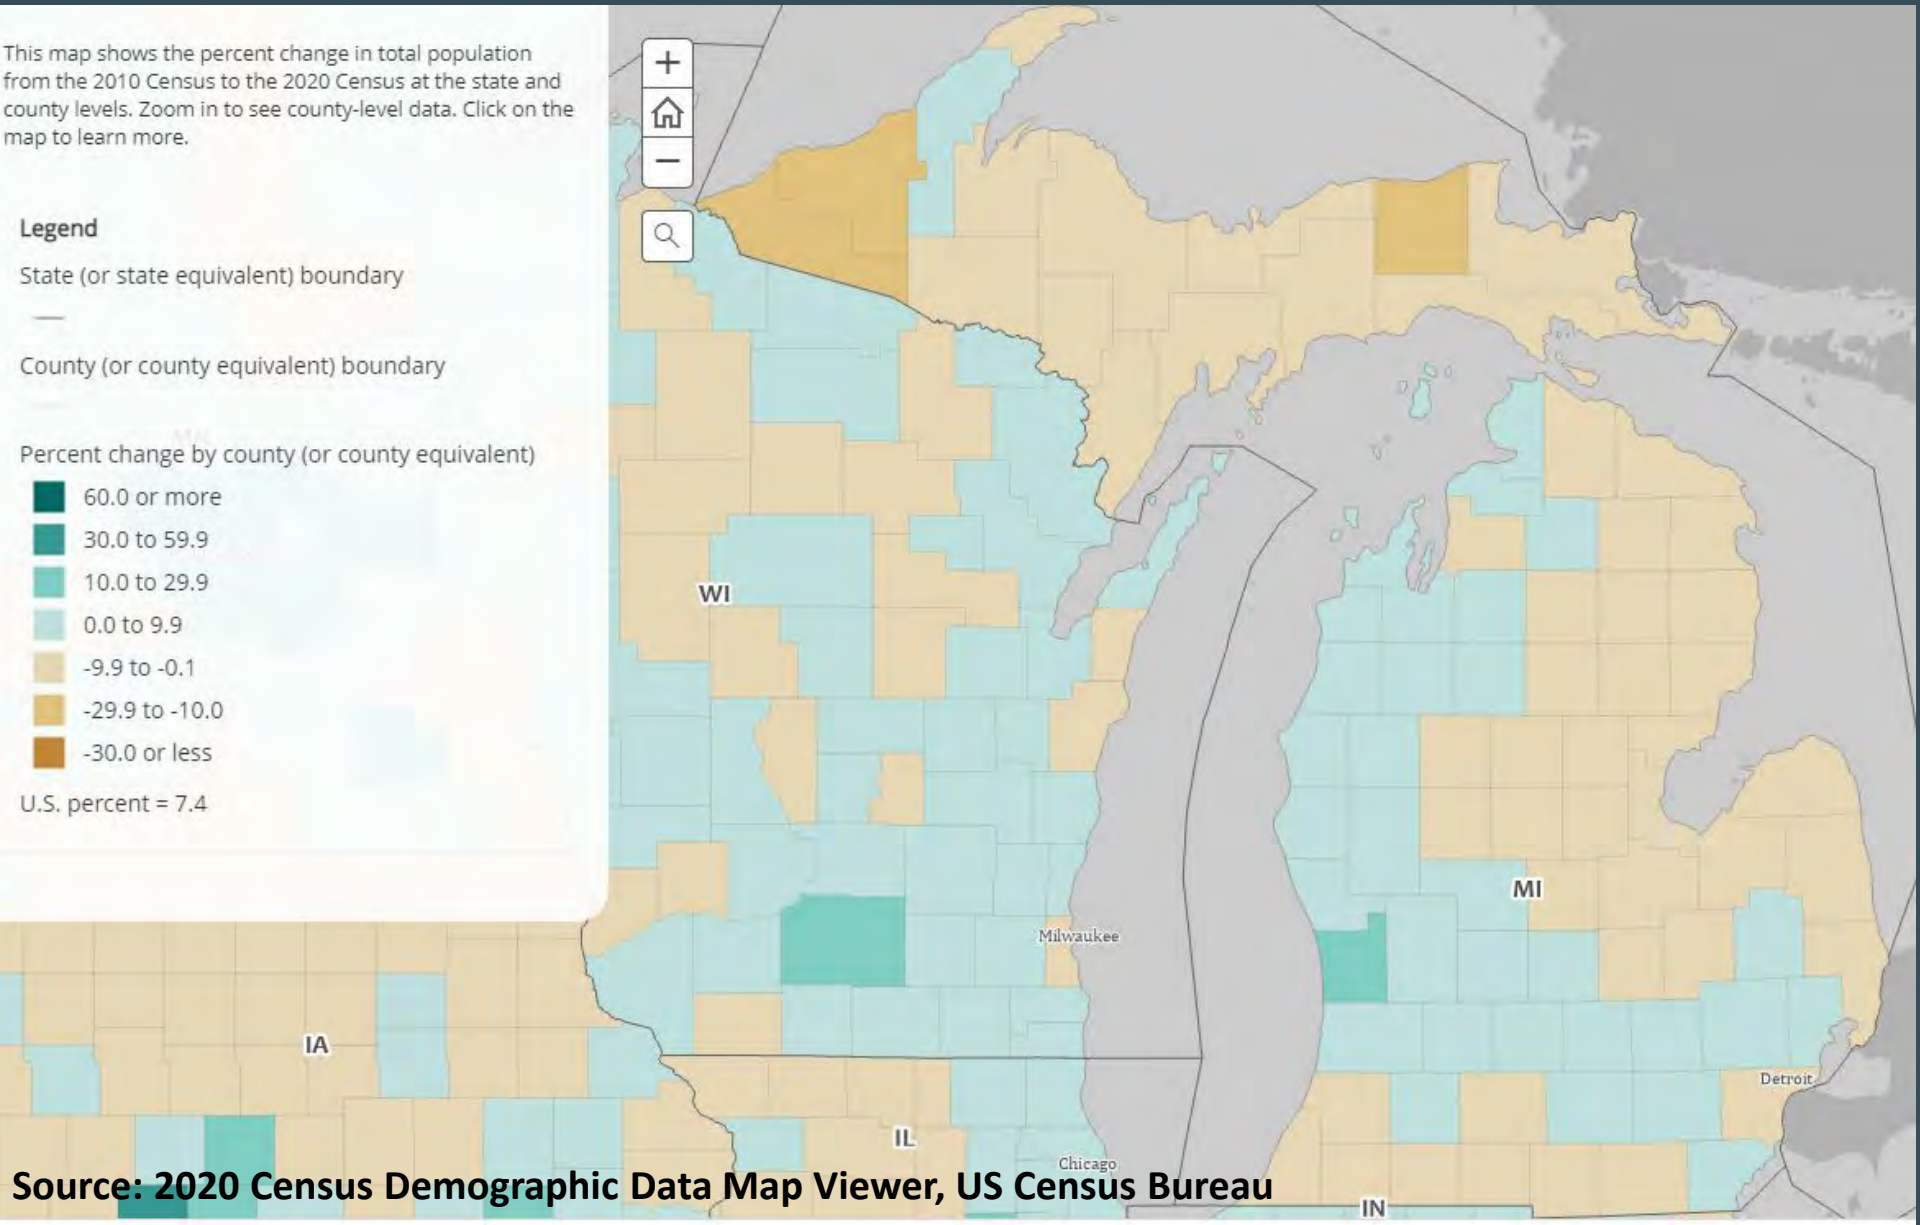 This map shows the percent change in total population
from the 2010 Census to the 2020 Census at the state and
county levels. Zoom in to see county-level data. Click on the
map to learn more.
Legend
State (or state equivalent) boundary
County (or county equivalent) boundary
Percent change by county (or county equivalent)
60.0 or more
30.0 to 59.9
10.0 to 29.9
0.0 to 9.9
-9.9 to -0.1
-29.9 to -10.0
-30.0 or less
U.S. percent = 7.4
+
−
WI
MI
Milwaukee
IA
Detroit
IL
Chicago
Source: 2020 Census Demographic Data Map Viewer, US Census Bureau
IN